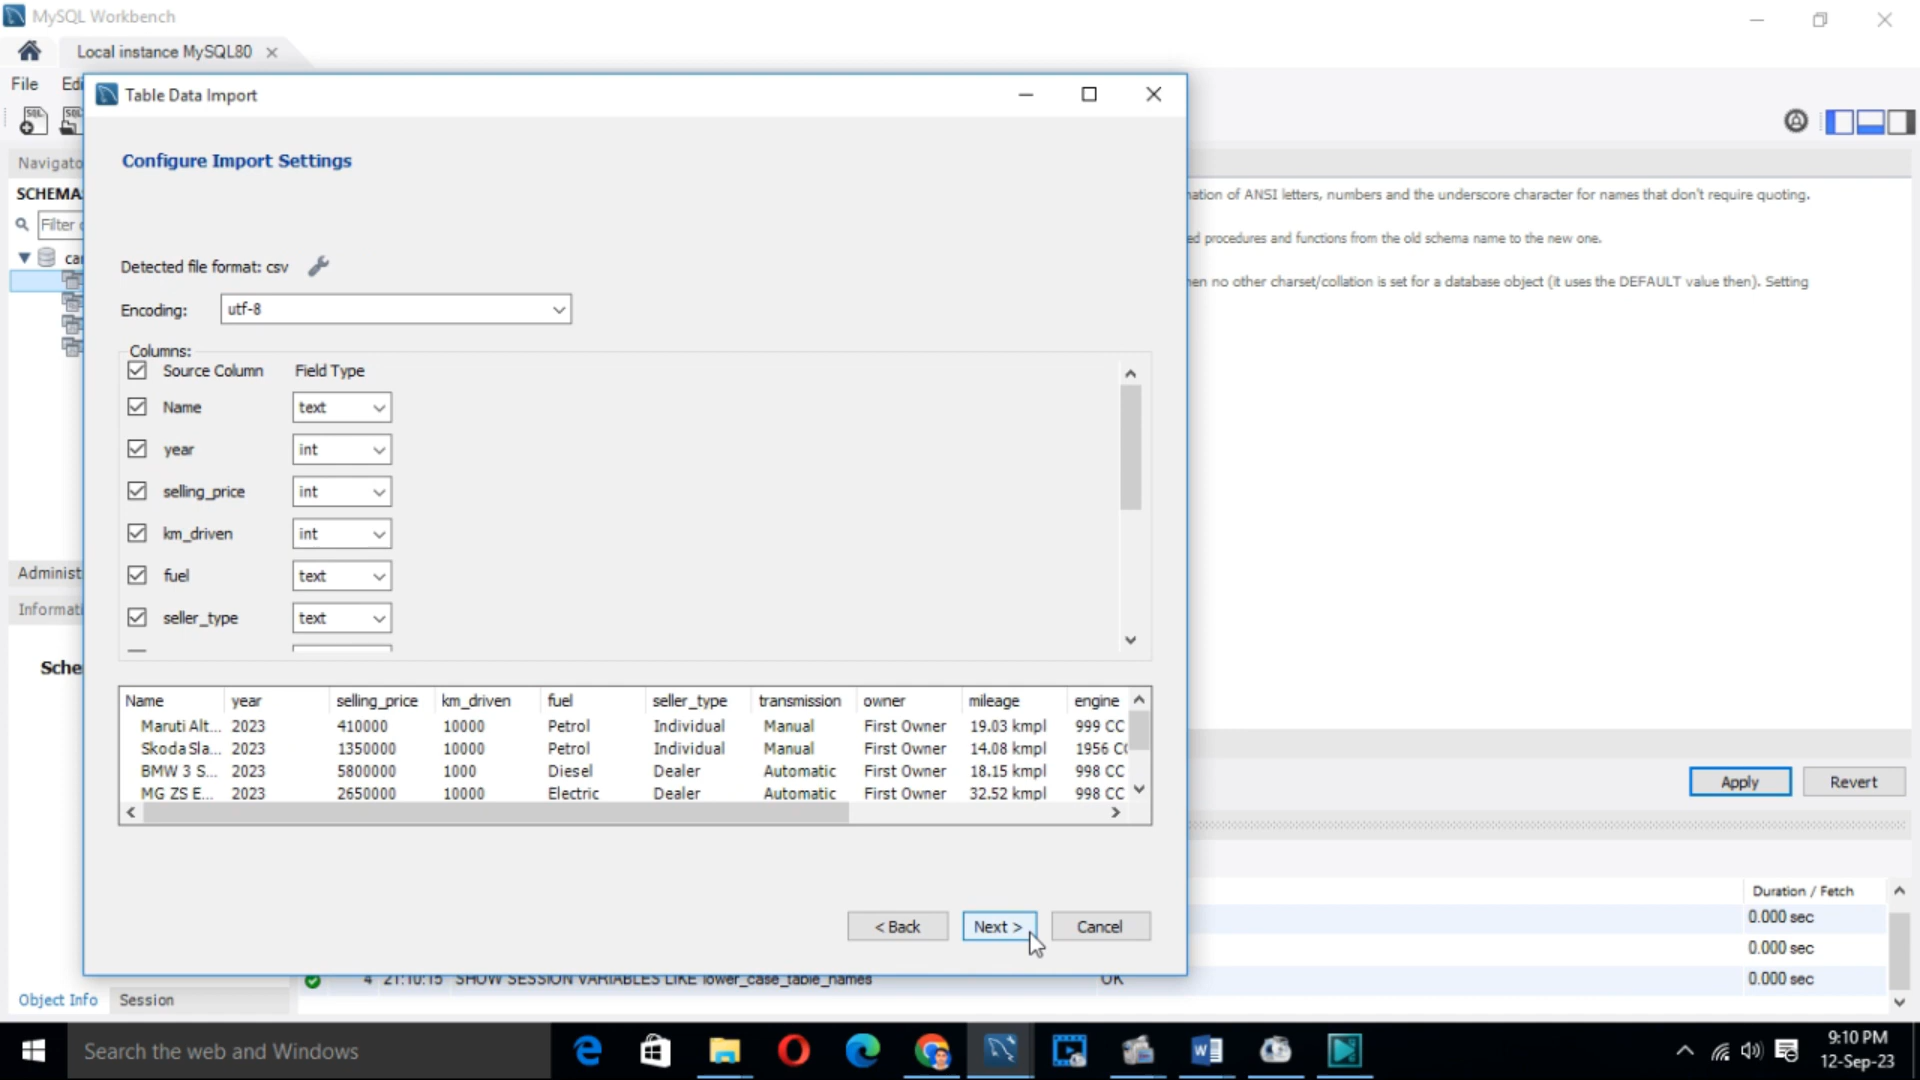 MySQL Workbench
Local instance MySQL80
File Edi
Table Data Import
Configure Import Settings
Navigato
SCHEMA
ation of ANSI letters, numbers and the underscore character for names that don't require quoting.
Filter
ed procedures and functions from the old schema name to the new one.
car
en no other charset/collation is set for a database object (it uses the DEFAULT value then). Setting
Detected file format: csv
Encoding: utf-8
Columns:
Source Column Field Type
Name text
year int
selling_price int
km_driven int
fuel text
seller_type text
Administ
Informati
Sche
Name year selling_price km_driven fuel seller_type transmission owner mileage engine
Maruti Alt... 2023 410000 10000 Petrol Individual Manual First Owner 19.03 kmpl 999 CC
Skoda Sla... 2023 1350000 10000 Petrol Individual Manual First Owner 14.08 kmpl 1956 C
BMW 3 S... 2023 5800000 1000 Diesel Dealer Automatic First Owner 18.15 kmpl 998 CC
MG ZS E... 2023 2650000 10000 Electric Dealer Automatic First Owner 32.52 kmpl 998 CC
Apply Revert
< Back Next > Cancel
Duration / Fetch
0.000 sec
0.000 sec
4 21:10:15 SHOW SESSION VARIABLES LIKE 'lower_case_table_names' OK 0.000 sec
Object Info Session
Search the web and Windows
9:10 PM
12-Sep-23